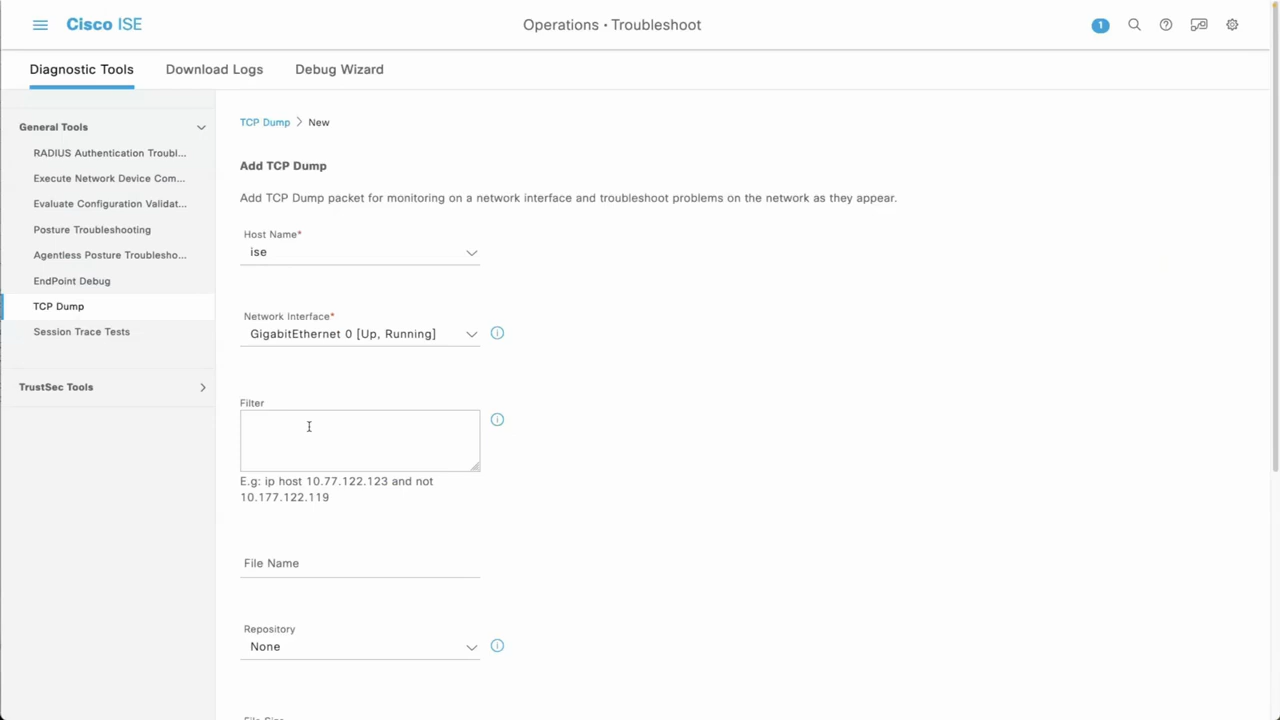 Cisco ISE
Operations · Troubleshoot
1
Diagnostic Tools
Download Logs
Debug Wizard
General Tools
RADIUS Authentication Troubl...
Execute Network Device Com...
Evaluate Configuration Validat...
Posture Troubleshooting
Agentless Posture Troublesho...
EndPoint Debug
TCP Dump
Session Trace Tests
TrustSec Tools
TCP Dump > New
Add TCP Dump
Add TCP Dump packet for monitoring on a network interface and troubleshoot problems on the network as they appear.
Host Name*
ise
Network Interface*
GigabitEthernet 0 [Up, Running]
Filter
E.g: ip host 10.77.122.123 and not
10.177.122.119
File Name
Repository
None
File Size